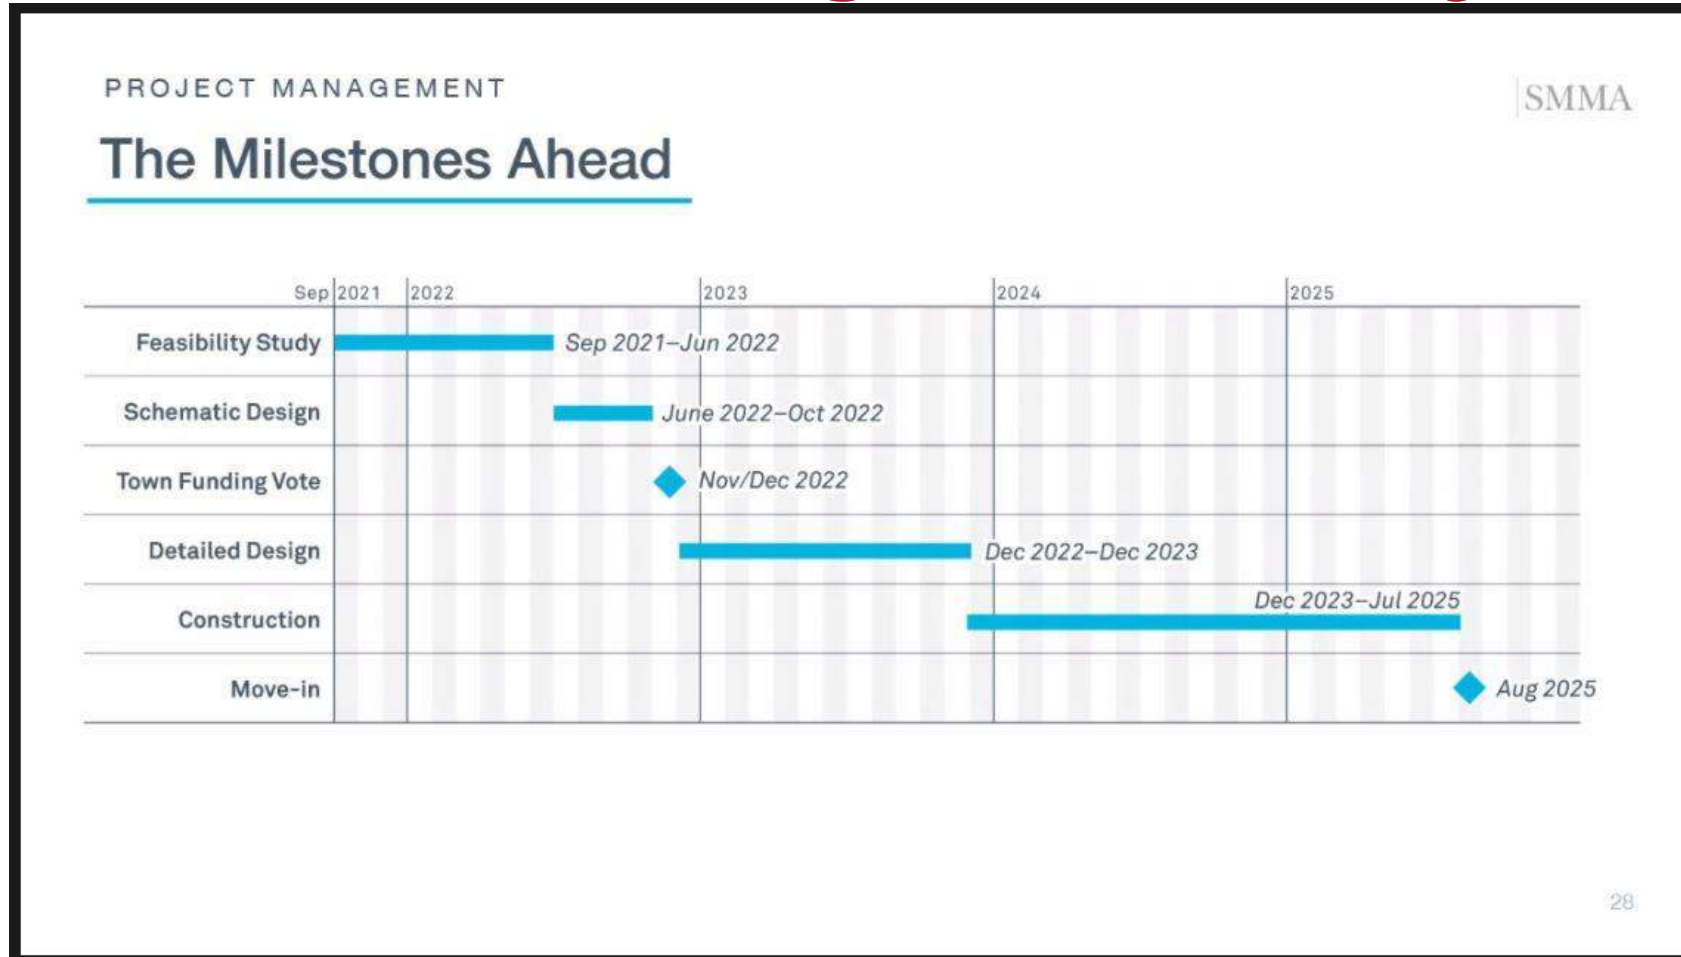 PROJECT MANAGEMENT
SMMA
The Milestones Ahead
Sep 2021 2022 2023 2024 2025
Feasibility Study Sep 2021–Jun 2022
Schematic Design June 2022–Oct 2022
Town Funding Vote Nov/Dec 2022
Detailed Design Dec 2022–Dec 2023
Construction Dec 2023–Jul 2025
Move-in Aug 2025
28